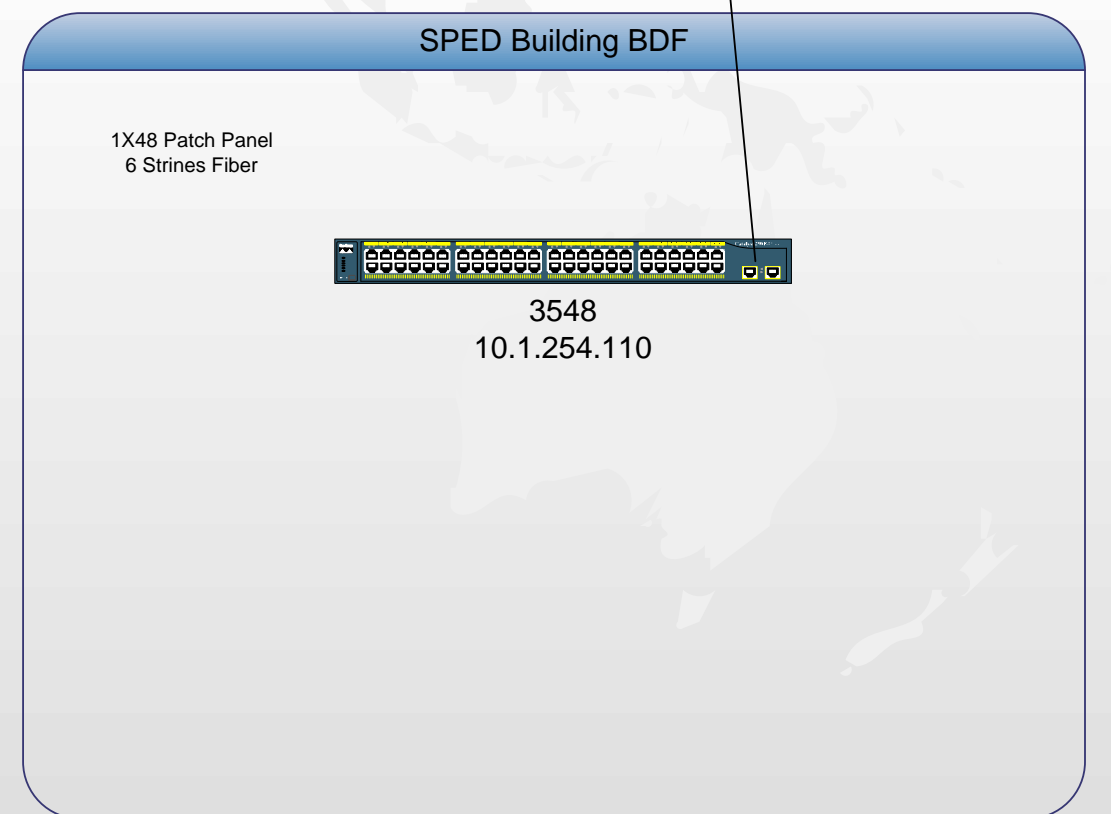 SPED Building BDF
1X48 Patch Panel
6 Strines Fiber
3548
10.1.254.110